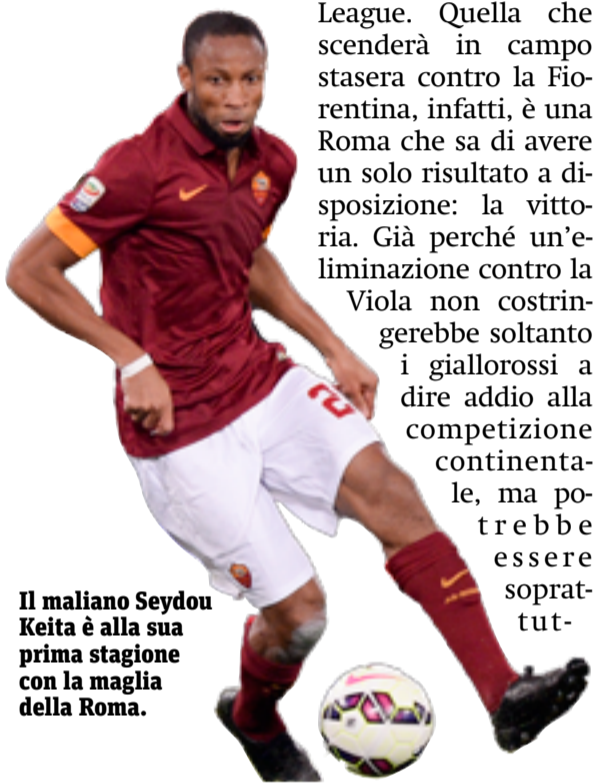 League. Quella che
scenderà in campo
stasera contro la Fio-
rentina, infatti, è una
Roma che sa di avere
un solo risultato a di-
sposizione: la vitto-
ria. Già perché un'e-
liminazione contro la
Viola non costrin-
gerebbe soltanto
i giallorossi a
dire addio alla
competizione
continenta-
le, ma po-
trebbe
essere
soprat-
tut-
Il maliano Seydou
Keita è alla sua
prima stagione
con la maglia
della Roma.
2